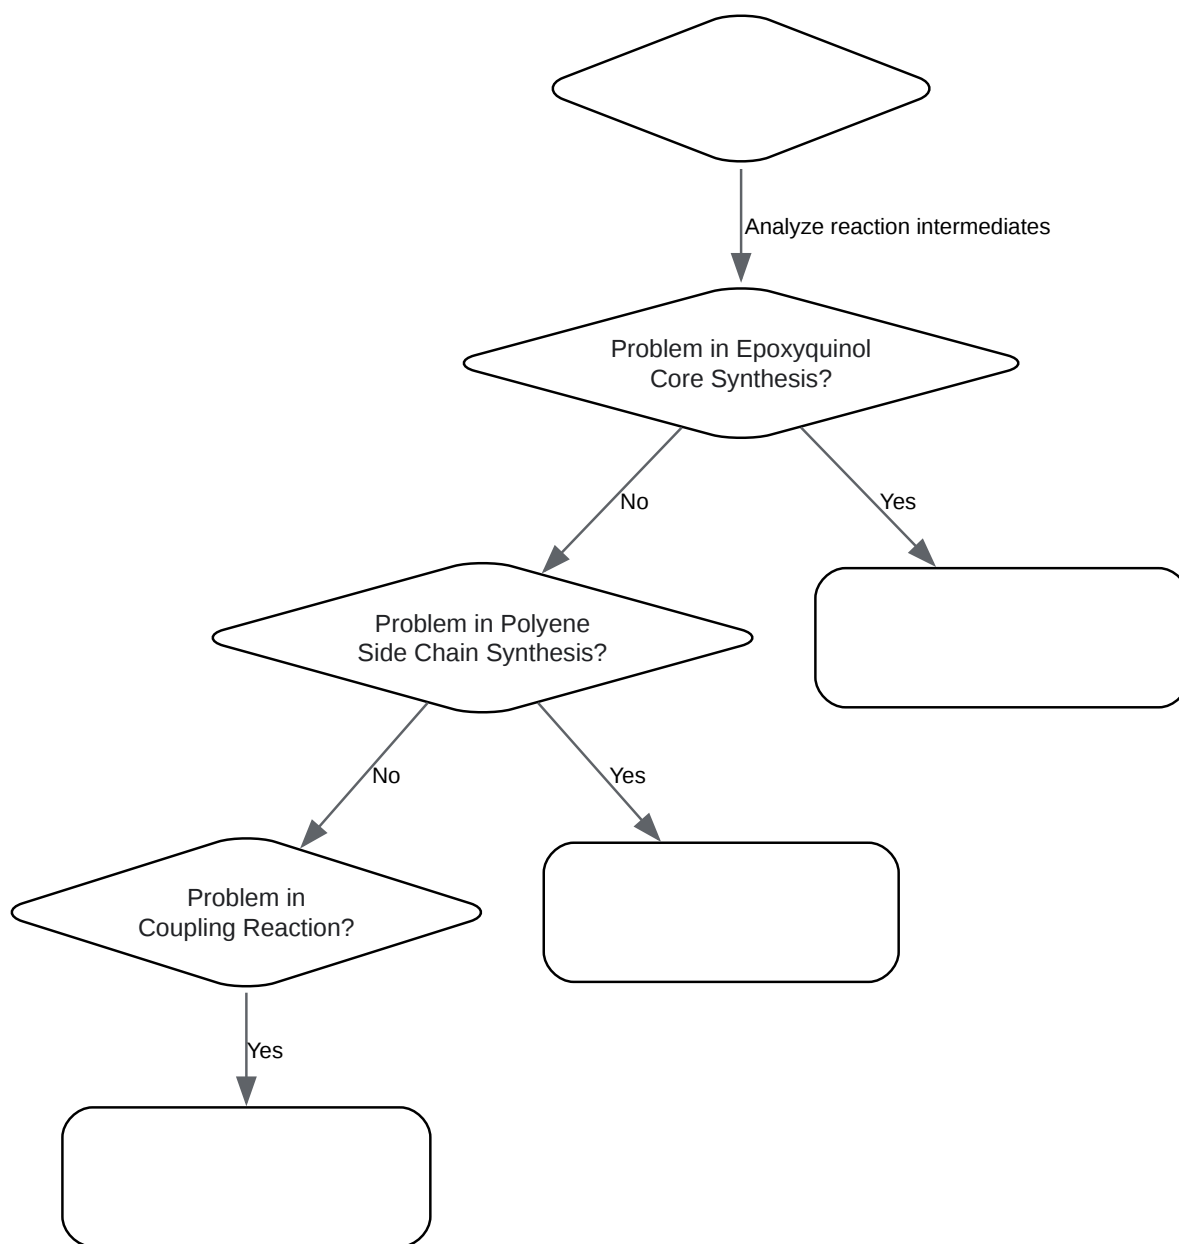 Analyze reaction intermediates
Problem in Epoxyquinol
Core Synthesis?
No
Yes
Problem in Polyene
Side Chain Synthesis?
No
Yes
Problem in
Coupling Reaction?
Yes